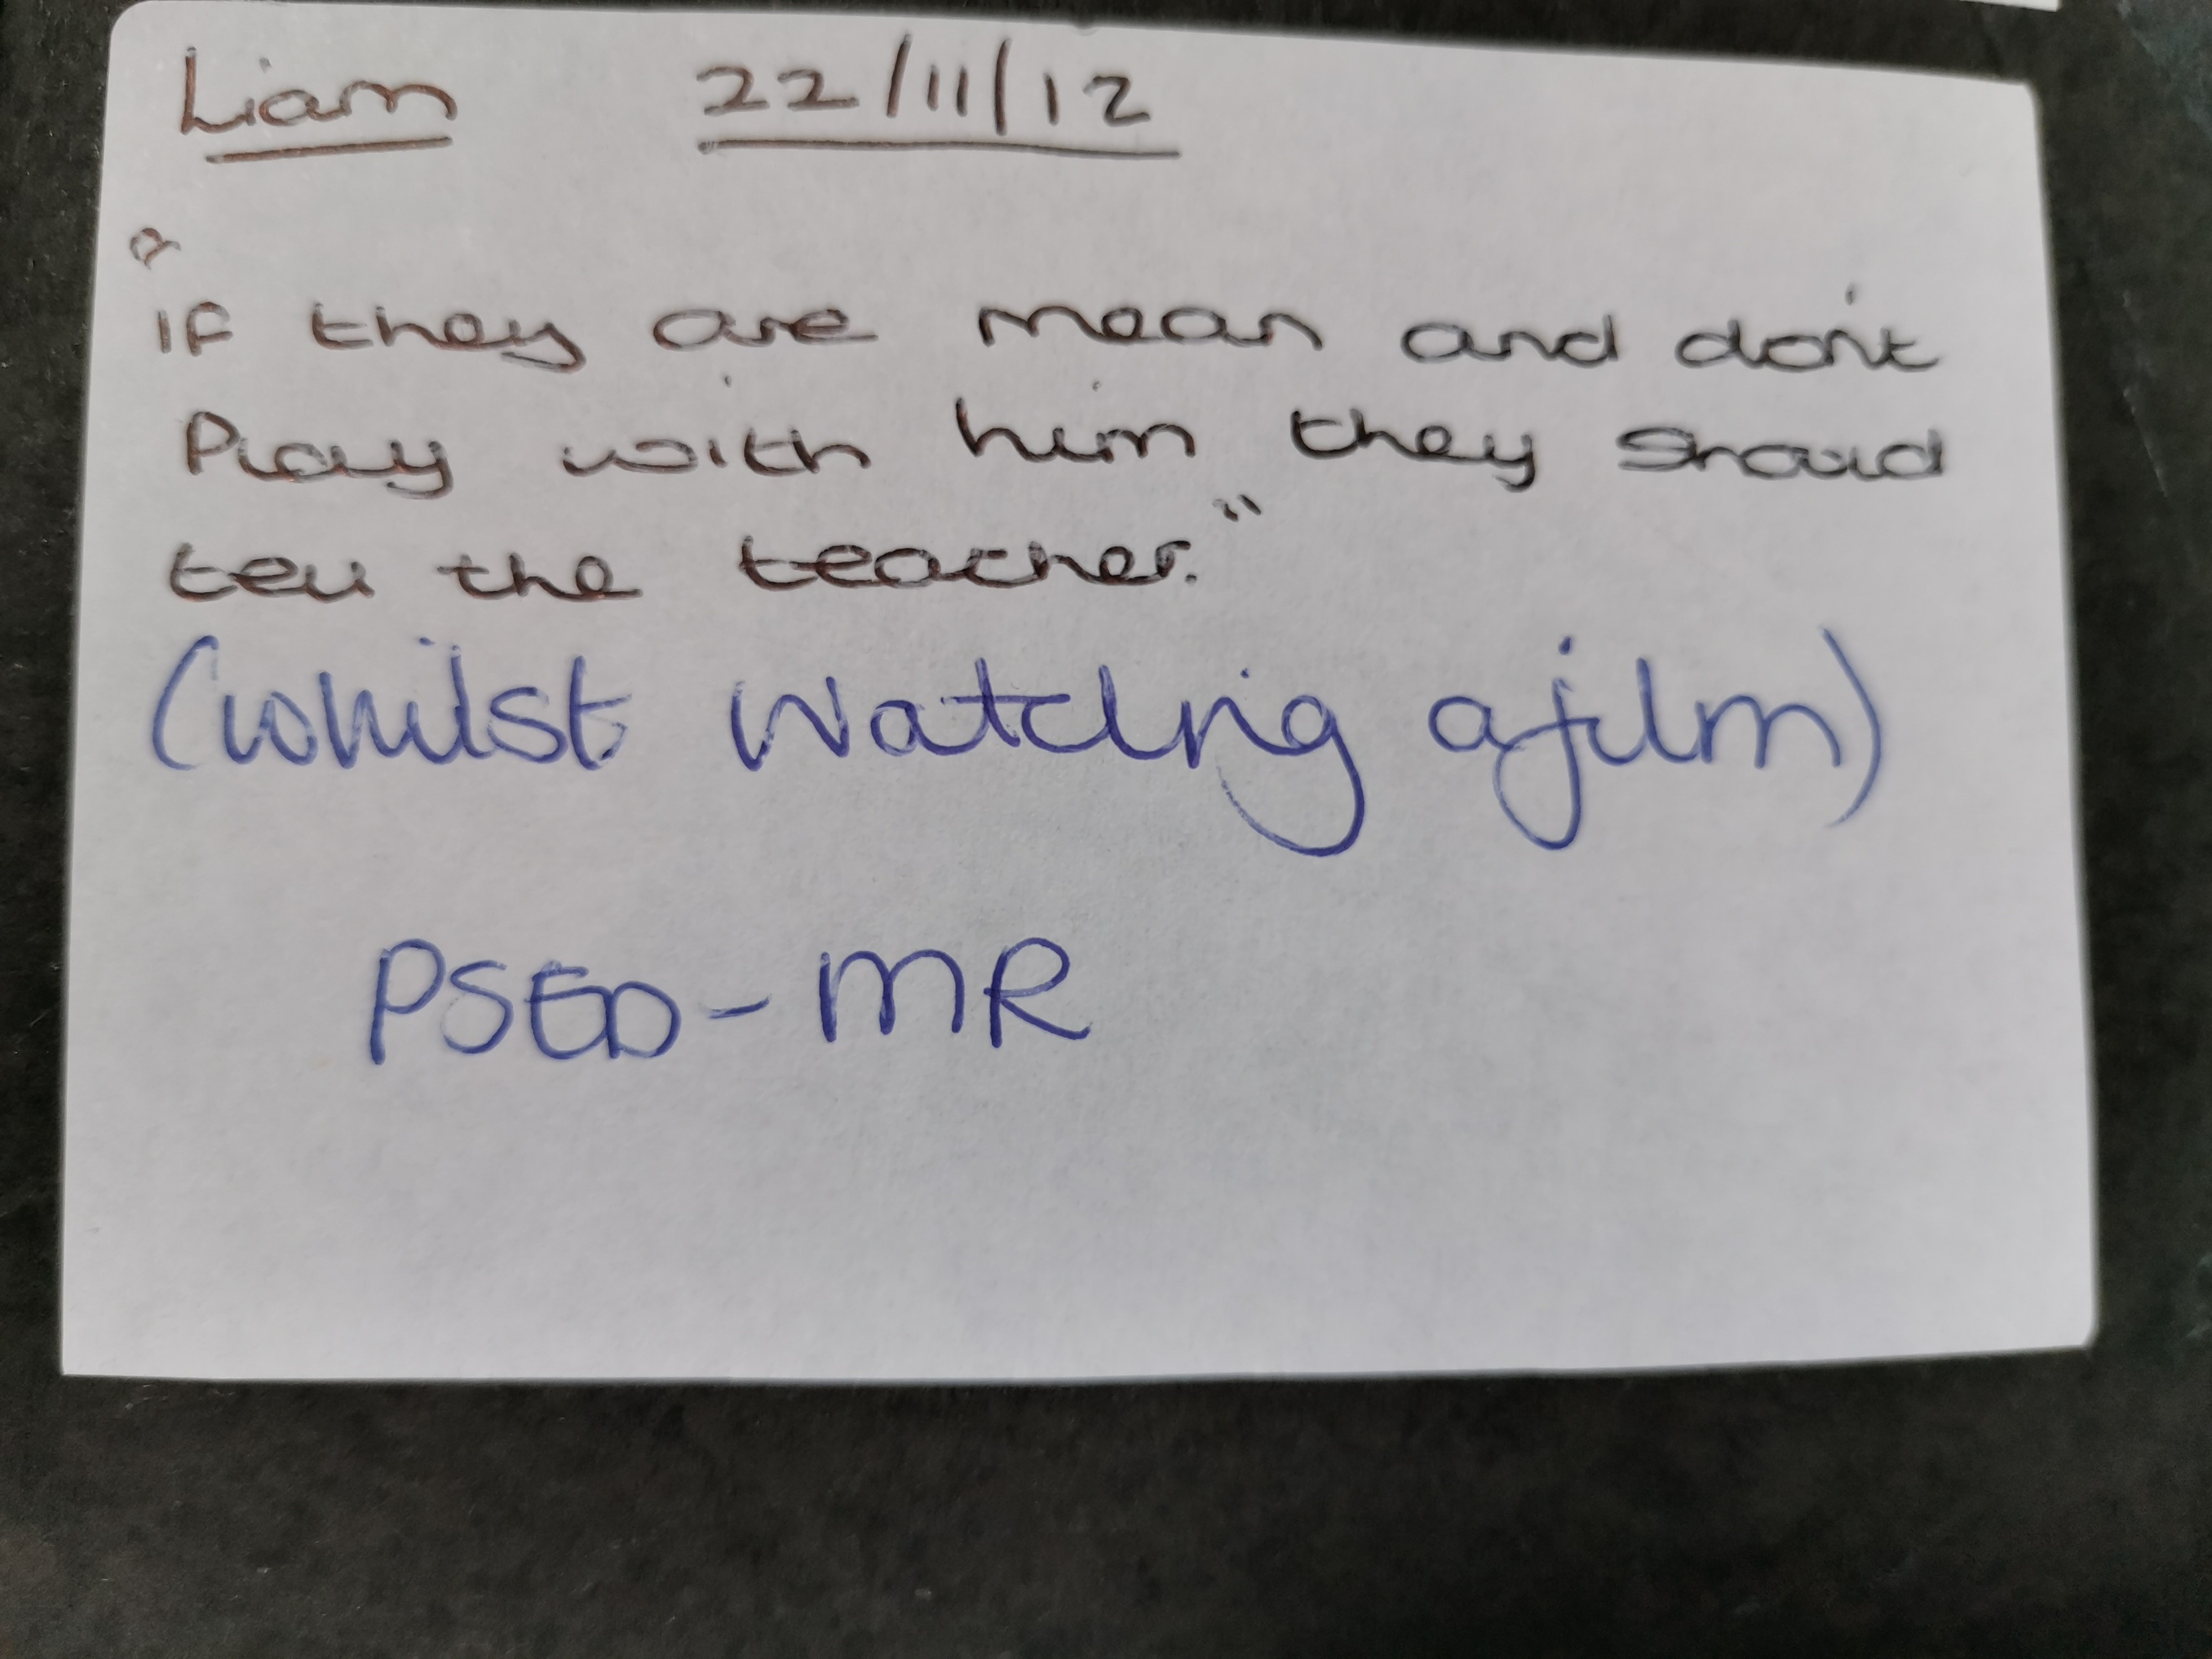 Liam 22/11/12
"
If they are mean and don't
Play with him they should
tell the teacher."
(whilst watching a film)
PSED - MR